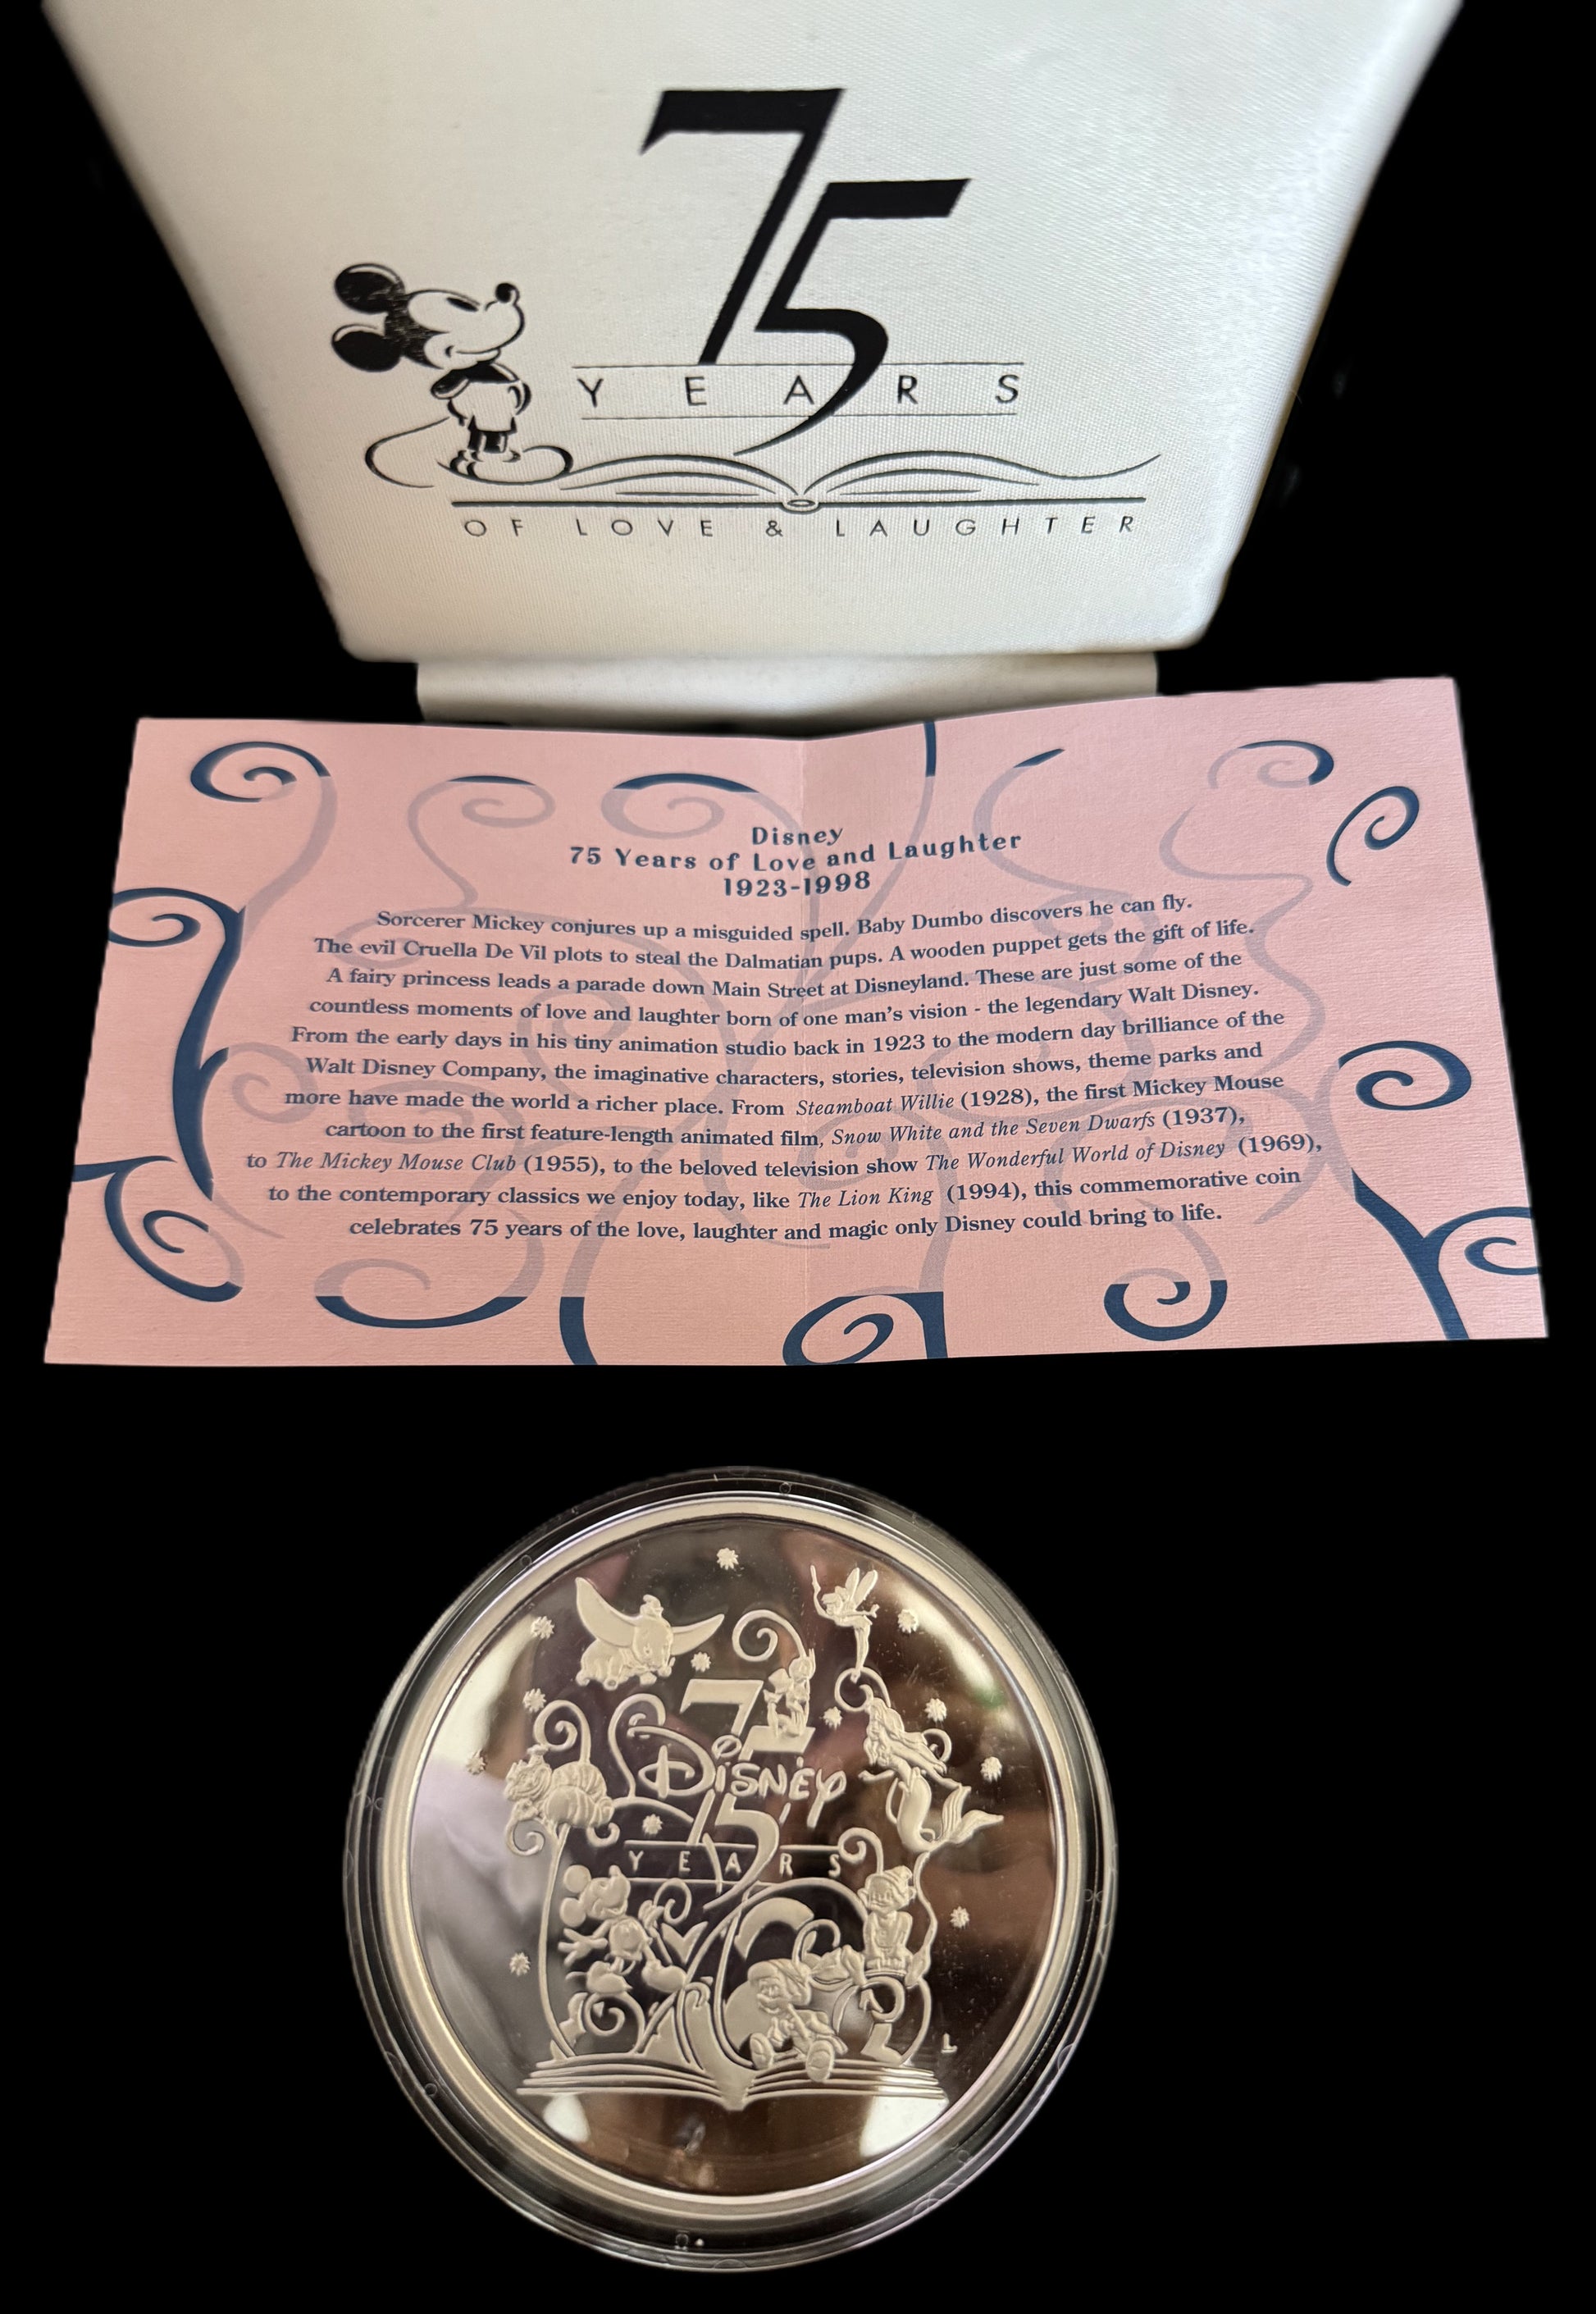 75
YEARS
OF LOVE & LAUGHTER
Disney
75 Years of Love and Laughter
1923-1998
Sorcerer Mickey conjures up a misguided spell. Baby Dumbo discovers he can fly.
The evil Cruella De Vil plots to steal the Dalmatian pups. A wooden puppet gets the gift of life.
A fairy princess leads a parade down Main Street at Disneyland. These are just some of the
countless moments of love and laughter born of one man's vision - the legendary Walt Disney.
From the early days in his tiny animation studio back in 1923 to the modern day brilliance of the
Walt Disney Company, the imaginative characters, stories, television shows, theme parks and
more have made the world a richer place. From Steamboat Willie (1928), the first Mickey Mouse
cartoon to the first feature-length animated film, Snow White and the Seven Dwarfs (1937),
to The Mickey Mouse Club (1955), to the beloved television show The Wonderful World of Disney (1969),
to the contemporary classics we enjoy today, like The Lion King (1994), this commemorative coin
celebrates 75 years of the love, laughter and magic only Disney could bring to life.
75
Disney
YEARS
L